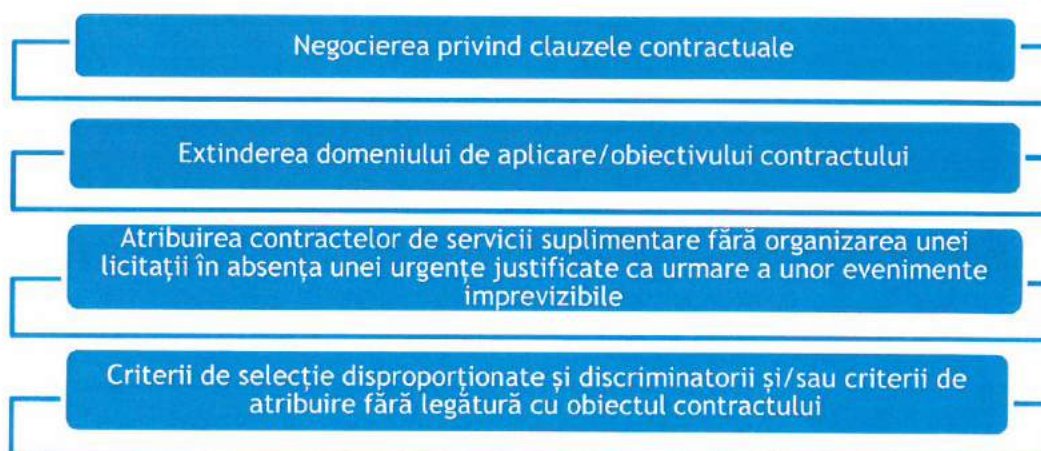 Negocierea privind clauzele contractuale
Extinderea domeniului de aplicare/obiectivului contractului
Atribuirea contractelor de servicii suplimentare fără organizarea unei
licitații în absența unei urgențe justificate ca urmare a unor evenimente
imprevizibile
Criterii de selecție disproporționate și discriminatorii și/sau criterii de
atribuire fără legătură cu obiectul contractului